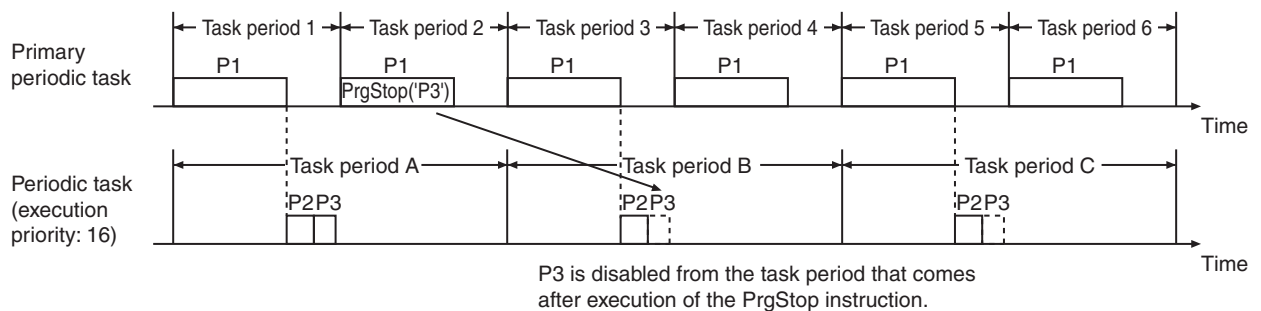 Task period 1 Task period 2 Task period 3 Task period 4 Task period 5 Task period 6
Primary
periodic task
P1 P1 P1 P1 P1 P1
PrgStop('P3')
Time
Task period A Task period B Task period C
Periodic task
(execution
priority: 16)
P2 P3 P2 P3 P2 P3
Time
P3 is disabled from the task period that comes
after execution of the PrgStop instruction.